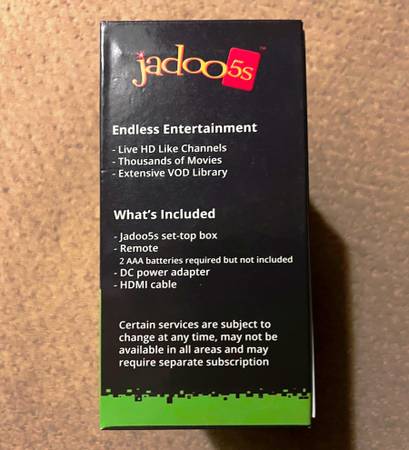 jadoo5s™
Endless Entertainment
- Live HD Like Channels
- Thousands of Movies
- Extensive VOD Library
What's Included
- Jadoo5s set-top box
- Remote
2 AAA batteries required but not included
- DC power adapter
- HDMI cable
Certain services are subject to
change at any time, may not be
available in all areas and may
require separate subscription